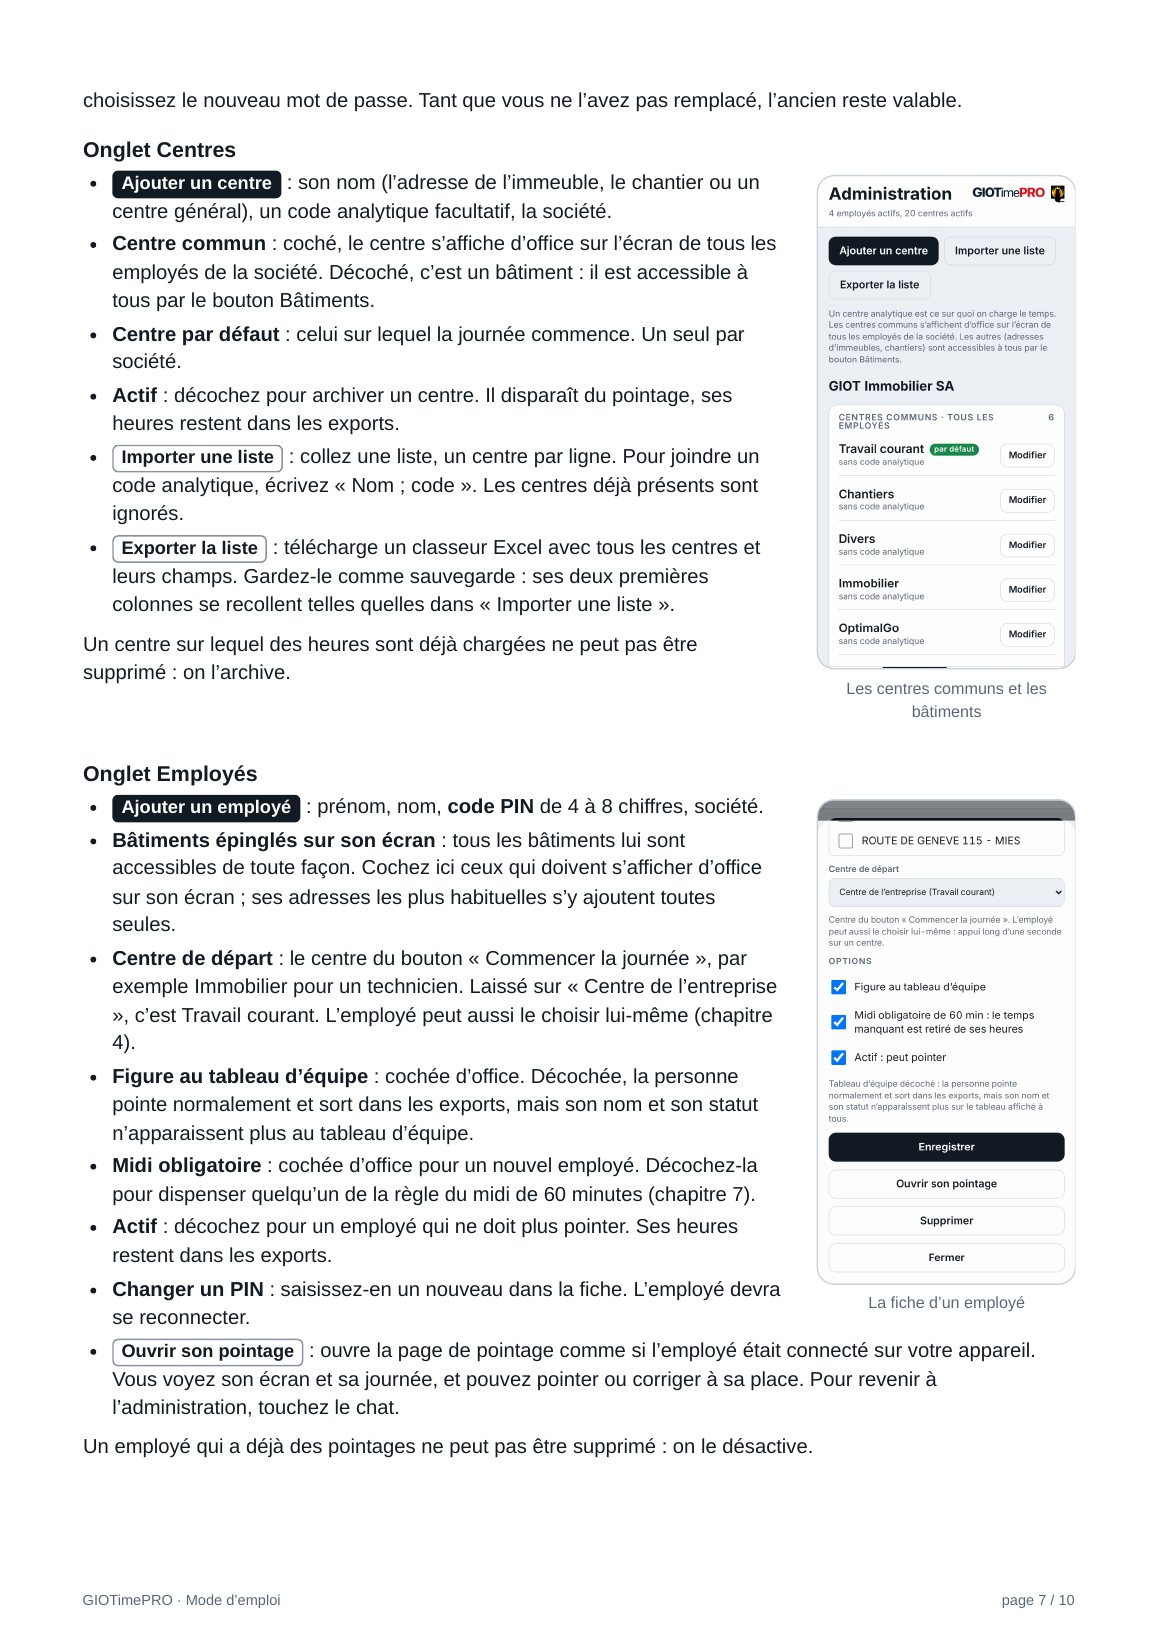 choisissez le nouveau mot de passe. Tant que vous ne l’avez pas remplacé, l’ancien reste valable.
Onglet Centres
• Ajouter un centre : son nom (l’adresse de l’immeuble, le chantier ou un
centre général), un code analytique facultatif, la société.
• Centre commun : coché, le centre s’affiche d’office sur l’écran de tous les
employés de la société. Décoché, c’est un bâtiment : il est accessible à
tous par le bouton Bâtiments.
• Centre par défaut : celui sur lequel la journée commence. Un seul par
société.
• Actif : décochez pour archiver un centre. Il disparaît du pointage, ses
heures restent dans les exports.
• Importer une liste : collez une liste, un centre par ligne. Pour joindre un
code analytique, écrivez « Nom ; code ». Les centres déjà présents sont
ignorés.
• Exporter la liste : télécharge un classeur Excel avec tous les centres et
leurs champs. Gardez-le comme sauvegarde : ses deux premières
colonnes se recollent telles quelles dans « Importer une liste ».
Un centre sur lequel des heures sont déjà chargées ne peut pas être
supprimé : on l’archive.
Administration GIOTimePRO
4 employés actifs, 20 centres actifs
Ajouter un centre Importer une liste
Exporter la liste
Un centre analytique est ce sur quoi on charge le temps.
Les centres communs s’affichent d’office sur l’écran de
tous les employés de la société. Les autres (adresses
d’immeubles, chantiers) sont accessibles à tous par le
bouton Bâtiments.
GIOT Immobilier SA
CENTRES COMMUNS · TOUS LES 6
EMPLOYÉS
Travail courant par défaut Modifier
sans code analytique
Chantiers Modifier
sans code analytique
Divers Modifier
sans code analytique
Immobilier Modifier
sans code analytique
OptimalGo Modifier
sans code analytique
Les centres communs et les
bâtiments
Onglet Employés
• Ajouter un employé : prénom, nom, code PIN de 4 à 8 chiffres, société.
• Bâtiments épinglés sur son écran : tous les bâtiments lui sont
accessibles de toute façon. Cochez ici ceux qui doivent s’afficher d’office
sur son écran ; ses adresses les plus habituelles s’y ajoutent toutes
seules.
• Centre de départ : le centre du bouton « Commencer la journée », par
exemple Immobilier pour un technicien. Laissé sur « Centre de l’entreprise
», c’est Travail courant. L’employé peut aussi le choisir lui-même (chapitre
4).
• Figure au tableau d’équipe : cochée d’office. Décochée, la personne
pointe normalement et sort dans les exports, mais son nom et son statut
n’apparaissent plus au tableau d’équipe.
• Midi obligatoire : cochée d’office pour un nouvel employé. Décochez-la
pour dispenser quelqu’un de la règle du midi de 60 minutes (chapitre 7).
• Actif : décochez pour un employé qui ne doit plus pointer. Ses heures
restent dans les exports.
• Changer un PIN : saisissez-en un nouveau dans la fiche. L’employé devra
se reconnecter.
• Ouvrir son pointage : ouvre la page de pointage comme si l’employé était connecté sur votre appareil.
Vous voyez son écran et sa journée, et pouvez pointer ou corriger à sa place. Pour revenir à
l’administration, touchez le chat.
Un employé qui a déjà des pointages ne peut pas être supprimé : on le désactive.
ROUTE DE GENEVE 115 - MIES
Centre de départ
Centre de l’entreprise (Travail courant)
Centre du bouton « Commencer la journée ». L’employé
peut aussi le choisir lui-même : appui long d’une seconde
sur un centre.
OPTIONS
Figure au tableau d’équipe
Midi obligatoire de 60 min : le temps
manquant est retiré de ses heures
Actif : peut pointer
Tableau d’équipe décoché : la personne pointe
normalement et sort dans les exports, mais son nom et
son statut n’apparaissent plus sur le tableau affiché à
tous.
Enregistrer
Ouvrir son pointage
Supprimer
Fermer
La fiche d’un employé
GIOTimePRO · Mode d’emploi page 7 / 10